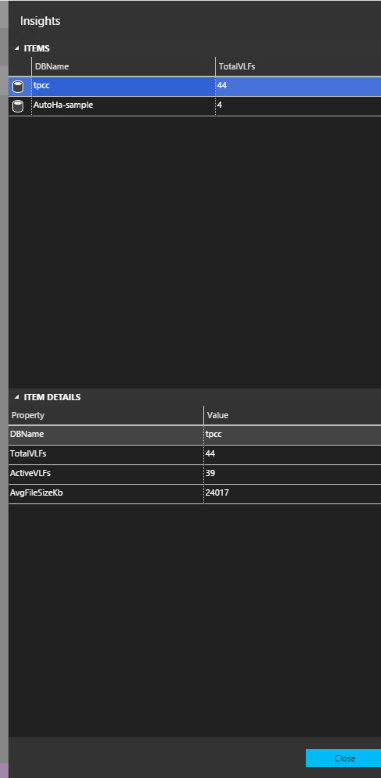 Insights
ITEMS
DBName TotalVLFs
tpcc 44
AutoHa-sample 4
ITEM DETAILS
Property Value
DBName tpcc
TotalVLFs 44
ActiveVLFs 39
AvgFileSizeKb 24017
Close